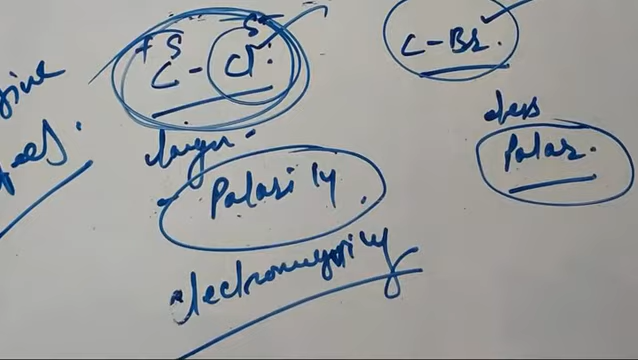 +δ δ-
C - Cl.
C - Br.
larger
Polarity.
electronegativity
less
Polar.